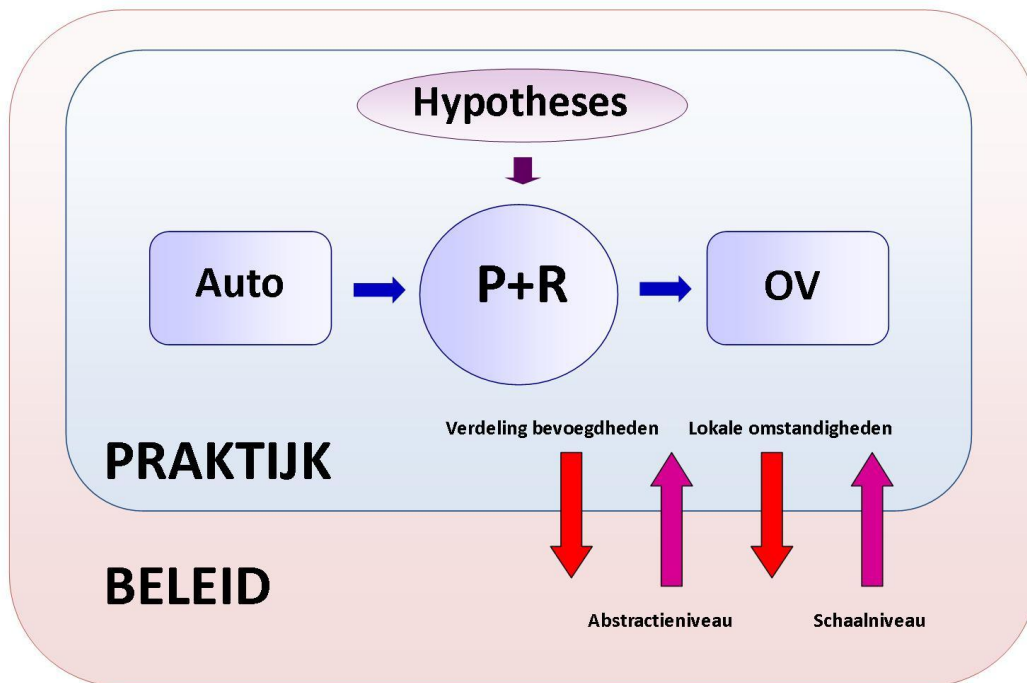 Hypotheses
Auto
P+R
OV
Verdeling bevoegdheden
Lokale omstandigheden
PRAKTIJK
BELEID
Abstractieniveau
Schaalniveau